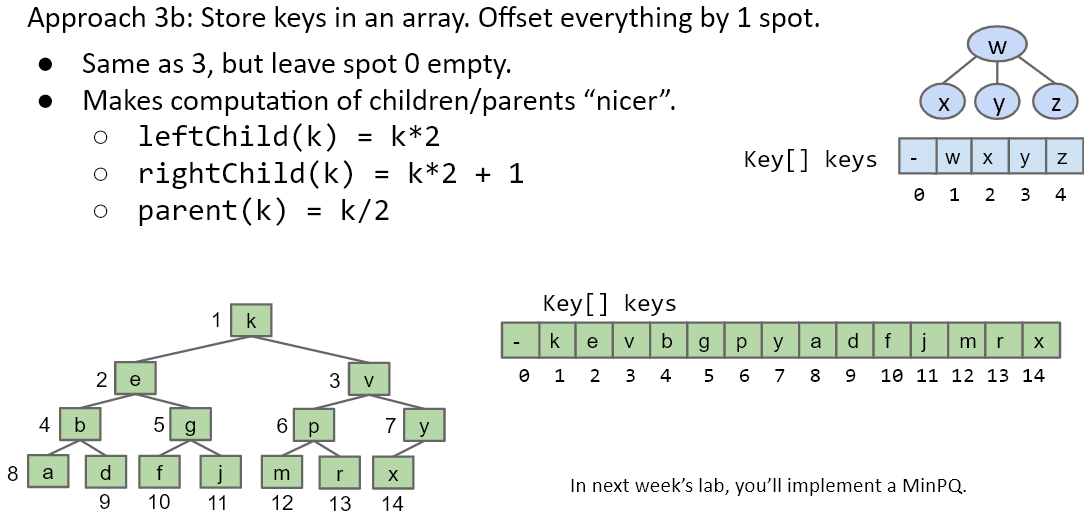 Approach 3b: Store keys in an array. Offset everything by 1 spot.
● Same as 3, but leave spot 0 empty.
● Makes computation of children/parents “nicer”.
○ leftChild(k) = k*2
○ rightChild(k) = k*2 + 1
○ parent(k) = k/2
w
x y z
Key[] keys - w x y z
0 1 2 3 4
1 k
2 e 3 v
4 b 5 g 6 p 7 y
8 a d f j m r x
9 10 11 12 13 14
Key[] keys
- k e v b g p y a d f j m r x
0 1 2 3 4 5 6 7 8 9 10 11 12 13 14
In next week’s lab, you’ll implement a MinPQ.